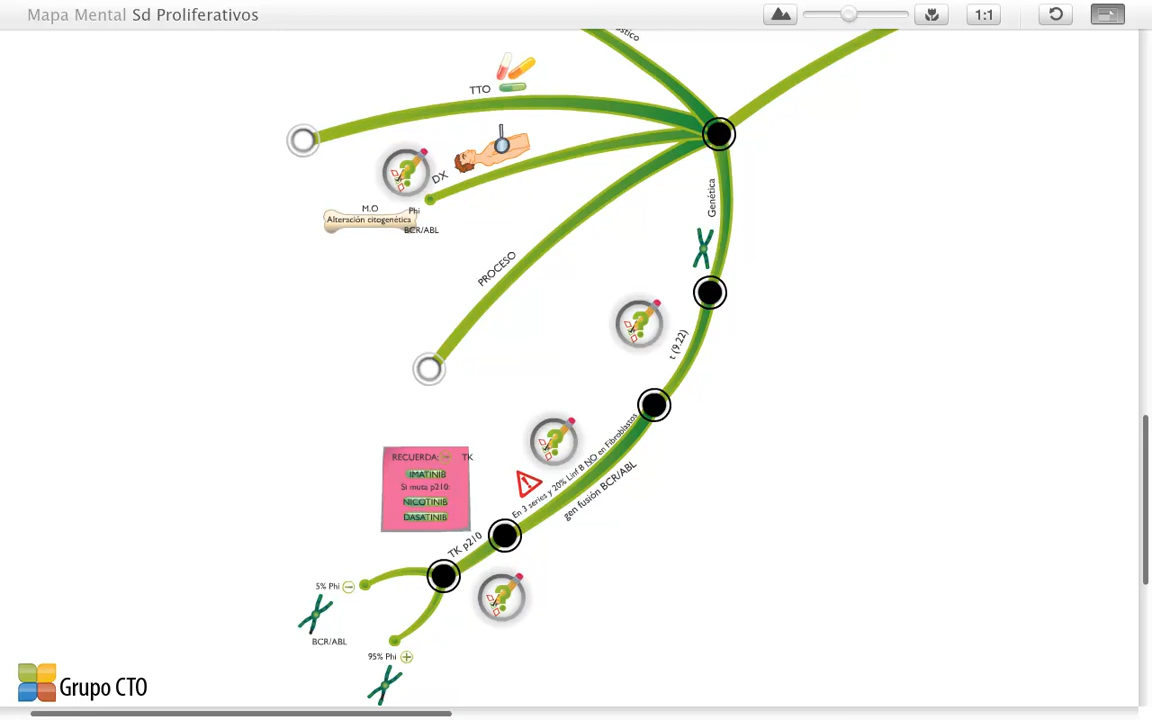 Mapa Mental Sd Proliferativos
1:1
TTO
DX
M.O
Alteración citogenética
Phi
BCR/ABL
Genética
PROCESO
t (9.22)
En 3 series y 20% Linf B NO en Fibroblastos
gen fusión BCR/ABL
RECUERDA: TK
IMATINIB
Si muta p210:
NICOTINIB
DASATINIB
TK p210
5% Phi
BCR/ABL
95% Phi
Grupo CTO